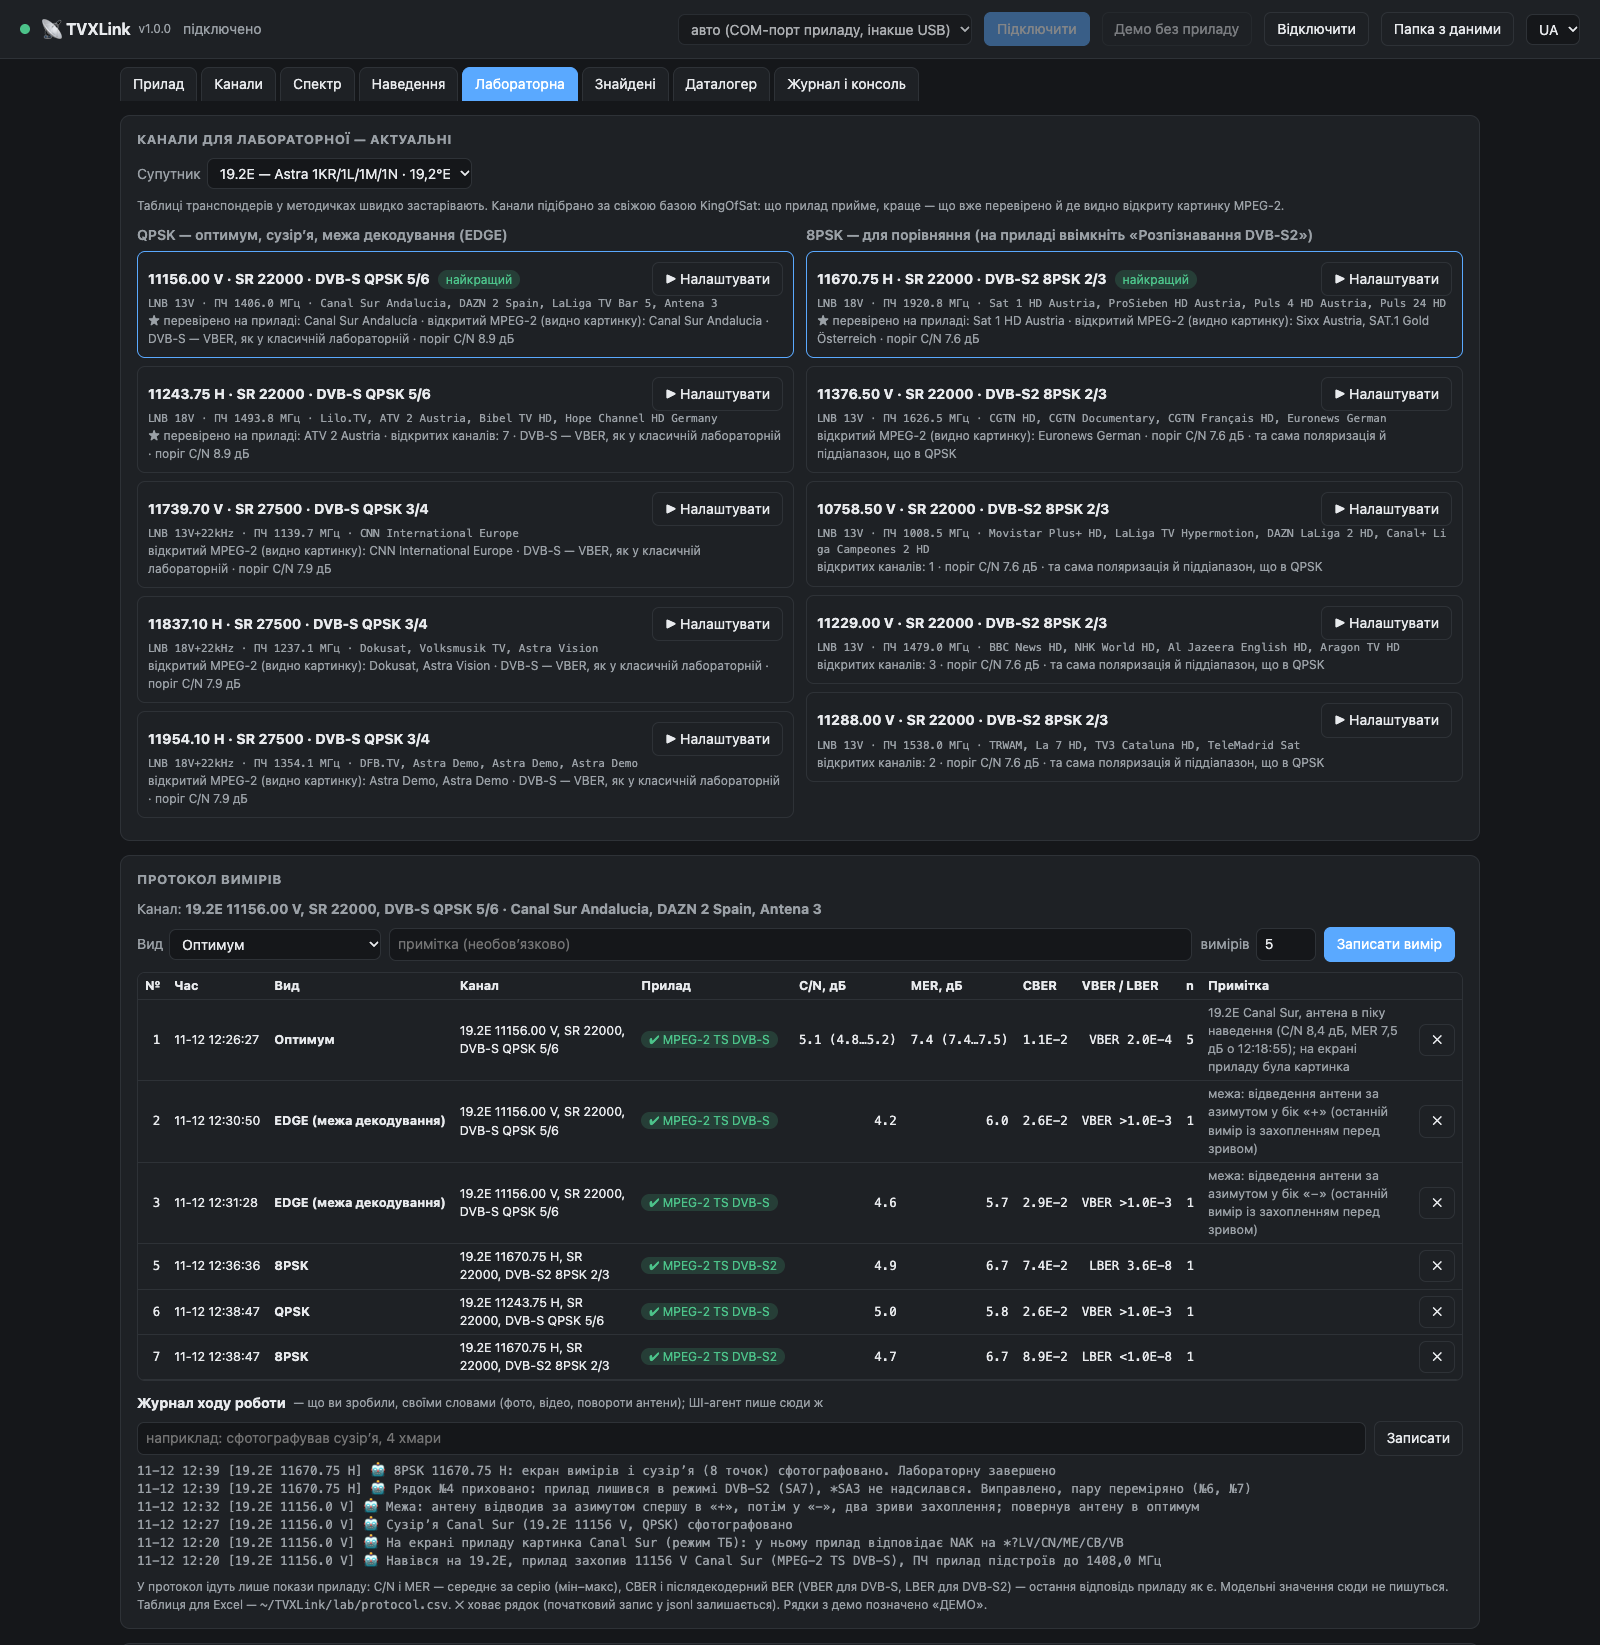 TVXLink v1.0.0 підключено
авто (COM-порт приладу, інакше USB)
Підключити
Демо без приладу
Відключити
Папка з даними
UA
Прилад
Канали
Спектр
Наведення
Лабораторна
Знайдені
Даталогер
Журнал і консоль
КАНАЛИ ДЛЯ ЛАБОРАТОРНОЇ — АКТУАЛЬНІ
Супутник 19.2E — Astra 1KR/1L/1M/1N · 19,2°E
Таблиці транспондерів у методичках швидко застарівають. Канали підібрано за свіжою базою KingOfSat: що прилад прийме, краще — що вже перевірено й де видно відкриту картинку MPEG-2.
QPSK — оптимум, сузір’я, межа декодування (EDGE)
11156.00 V · SR 22000 · DVB-S QPSK 5/6 найкращий
▶ Налаштувати
LNB 13V · ПЧ 1406.0 МГц · Canal Sur Andalucia, DAZN 2 Spain, LaLiga TV Bar 5, Antena 3
★ перевірено на приладі: Canal Sur Andalucía · відкритий MPEG-2 (видно картинку): Canal Sur Andalucia ·
DVB-S — VBER, як у класичній лабораторній · поріг C/N 8.9 дБ
11243.75 H · SR 22000 · DVB-S QPSK 5/6
▶ Налаштувати
LNB 18V · ПЧ 1493.8 МГц · Lilo.TV, ATV 2 Austria, Bibel TV HD, Hope Channel HD Germany
★ перевірено на приладі: ATV 2 Austria · відкритих каналів: 7 · DVB-S — VBER, як у класичній лабораторній
· поріг C/N 8.9 дБ
11739.70 V · SR 27500 · DVB-S QPSK 3/4
▶ Налаштувати
LNB 13V+22kHz · ПЧ 1139.7 МГц · CNN International Europe
відкритий MPEG-2 (видно картинку): CNN International Europe · DVB-S — VBER, як у класичній
лабораторній · поріг C/N 7.9 дБ
11837.10 H · SR 27500 · DVB-S QPSK 3/4
▶ Налаштувати
LNB 18V+22kHz · ПЧ 1237.1 МГц · Dokusat, Volksmusik TV, Astra Vision
відкритий MPEG-2 (видно картинку): Dokusat, Astra Vision · DVB-S — VBER, як у класичній лабораторній ·
поріг C/N 7.9 дБ
11954.10 H · SR 27500 · DVB-S QPSK 3/4
▶ Налаштувати
LNB 18V+22kHz · ПЧ 1354.1 МГц · DFB.TV, Astra Demo, Astra Demo, Astra Demo
відкритий MPEG-2 (видно картинку): Astra Demo, Astra Demo · DVB-S — VBER, як у класичній лабораторній
· поріг C/N 7.9 дБ
8PSK — для порівняння (на приладі ввімкніть «Розпізнавання DVB-S2»)
11670.75 H · SR 22000 · DVB-S2 8PSK 2/3 найкращий
▶ Налаштувати
LNB 18V · ПЧ 1920.8 МГц · Sat 1 HD Austria, ProSieben HD Austria, Puls 4 HD Austria, Puls 24 HD
★ перевірено на приладі: Sat 1 HD Austria · відкритий MPEG-2 (видно картинку): Sixx Austria, SAT.1 Gold
Österreich · поріг C/N 7.6 дБ
11376.50 V · SR 22000 · DVB-S2 8PSK 2/3
▶ Налаштувати
LNB 13V · ПЧ 1626.5 МГц · CGTN HD, CGTN Documentary, CGTN Français HD, Euronews German
відкритий MPEG-2 (видно картинку): Euronews German · поріг C/N 7.6 дБ · та сама поляризація й
піддіапазон, що в QPSK
10758.50 V · SR 22000 · DVB-S2 8PSK 2/3
▶ Налаштувати
LNB 13V · ПЧ 1008.5 МГц · Movistar Plus+ HD, LaLiga TV Hypermotion, DAZN LaLiga 2 HD, Canal+ Li
ga Campeones 2 HD
відкритих каналів: 1 · поріг C/N 7.6 дБ · та сама поляризація й піддіапазон, що в QPSK
11229.00 V · SR 22000 · DVB-S2 8PSK 2/3
▶ Налаштувати
LNB 13V · ПЧ 1479.0 МГц · BBC News HD, NHK World HD, Al Jazeera English HD, Aragon TV HD
відкритих каналів: 3 · поріг C/N 7.6 дБ · та сама поляризація й піддіапазон, що в QPSK
11288.00 V · SR 22000 · DVB-S2 8PSK 2/3
▶ Налаштувати
LNB 13V · ПЧ 1538.0 МГц · TRWAM, La 7 HD, TV3 Cataluna HD, TeleMadrid Sat
відкритих каналів: 2 · поріг C/N 7.6 дБ · та сама поляризація й піддіапазон, що в QPSK
ПРОТОКОЛ ВИМІРІВ
Канал: 19.2E 11156.00 V, SR 22000, DVB-S QPSK 5/6 · Canal Sur Andalucia, DAZN 2 Spain, Antena 3
Вид Оптимум примітка (необов’язково) вимірів 5 Записати вимір
№ Час Вид Канал Прилад C/N, дБ MER, дБ CBER VBER / LBER n Примітка
1 11-12 12:26:27 Оптимум 19.2E 11156.00 V, SR 22000, DVB-S QPSK 5/6 ✔ MPEG-2 TS DVB-S 5.1 (4.8…5.2) 7.4 (7.4…7.5) 1.1E−2 VBER 2.0E−4 5
19.2E Canal Sur, антена в піку
наведення (C/N 8,4 дБ, MER 7,5
дБ о 12:18:55); на екрані
приладу була картинка
✕
2 11-12 12:30:50 EDGE (межа декодування) 19.2E 11156.00 V, SR 22000, DVB-S QPSK 5/6 ✔ MPEG-2 TS DVB-S 4.2 6.0 2.6E−2 VBER >1.0E−3 1
межа: відведення антени за
азимутом у бік «+» (останній
вимір із захопленням перед
зривом)
✕
3 11-12 12:31:28 EDGE (межа декодування) 19.2E 11156.00 V, SR 22000, DVB-S QPSK 5/6 ✔ MPEG-2 TS DVB-S 4.6 5.7 2.9E−2 VBER >1.0E−3 1
межа: відведення антени за
азимутом у бік «−» (останній
вимір із захопленням перед
зривом)
✕
5 11-12 12:36:36 8PSK 19.2E 11670.75 H, SR 22000, DVB-S2 8PSK 2/3 ✔ MPEG-2 TS DVB-S2 4.9 6.7 7.4E−2 LBER 3.6E−8 1 ✕
6 11-12 12:38:47 QPSK 19.2E 11243.75 H, SR 22000, DVB-S QPSK 5/6 ✔ MPEG-2 TS DVB-S 5.0 5.8 2.6E−2 VBER >1.0E−3 1 ✕
7 11-12 12:38:47 8PSK 19.2E 11670.75 H, SR 22000, DVB-S2 8PSK 2/3 ✔ MPEG-2 TS DVB-S2 4.7 6.7 8.9E−2 LBER <1.0E−8 1 ✕
Журнал ходу роботи — що ви зробили, своїми словами (фото, відео, повороти антени); ШІ-агент пише сюди ж
наприклад: сфотографував сузір’я, 4 хмари
Записати
11−12 12:39 [19.2E 11670.75 H] 8PSK 11670.75 H: екран вимірів і сузір’я (8 точок) сфотографовано. Лабораторну завершено
11−12 12:39 [19.2E 11670.75 H] Рядок №4 приховано: прилад лишився в режимі DVB−S2 (SA7), *SA3 не надсилався. Виправлено, пару переміряно (№6, №7)
11−12 12:32 [19.2E 11156.0 V] Межа: антену відводив за азимутом спершу в «+», потім у «−», два зриви захоплення; повернув антену в оптимум
11−12 12:27 [19.2E 11156.0 V] Сузір’я Canal Sur (19.2E 11156 V, QPSK) сфотографовано
11−12 12:20 [19.2E 11156.0 V] На екрані приладу картинка Canal Sur (режим ТБ): у ньому прилад відповідає NAK на *?LV/CN/ME/CB/VB
11−12 12:20 [19.2E 11156.0 V] Навівся на 19.2E, прилад захопив 11156 V Canal Sur (MPEG−2 TS DVB−S), ПЧ прилад підстроїв до 1408,0 МГц
У протокол ідуть лише покази приладу: C/N і MER — середнє за серію (мін–макс), CBER і післядекодерний BER (VBER для DVB-S, LBER для DVB-S2) — остання відповідь приладу як є. Модельні значення сюди не пишуться.
Таблиця для Excel — ~/TVXLink/lab/protocol.csv. ✕ ховає рядок (початковий запис у jsonl залишається). Рядки з демо позначено «ДЕМО».